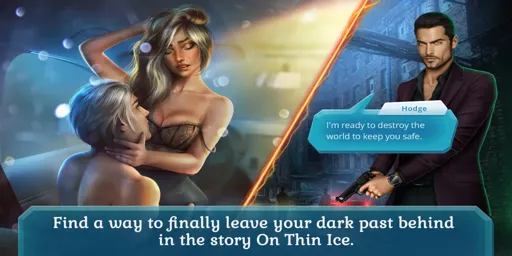 Hodge
I'm ready to destroy the
world to keep you safe.
Find a way to finally leave your dark past behind
in the story On Thin Ice.